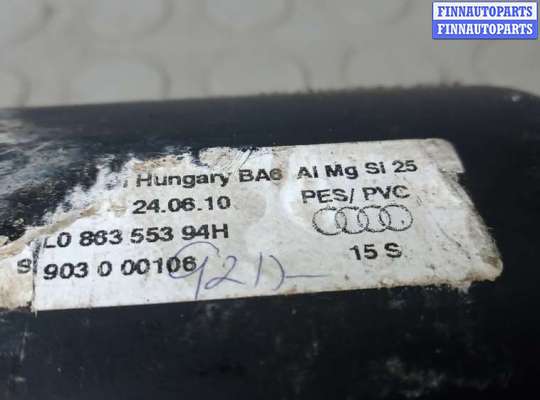 FINNAUTOPARTS
FINNAUTOPARTS
Hungary BA6 Al Mg Si 25
24.06.10 PES/ PVC
L0 863 553 94H
S 903 0 00106 15 S